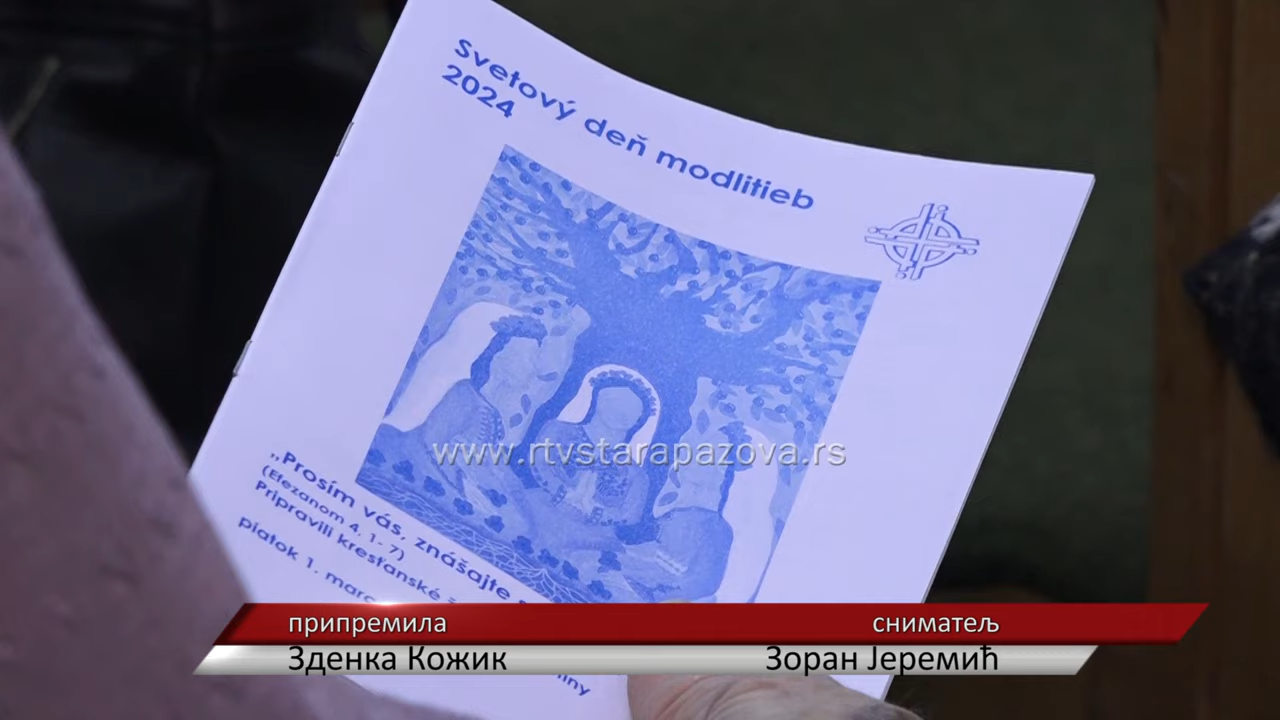 Svetový deň modlitieb
2024
www.rtvstarapazova.rs
„Prosím vás, znášajte
(Efezanom 4, 1- 7)
Pripravili kresťanské
piatok 1.
припремила
сниматељ
Зденка Кожик
Зоран Јеремић